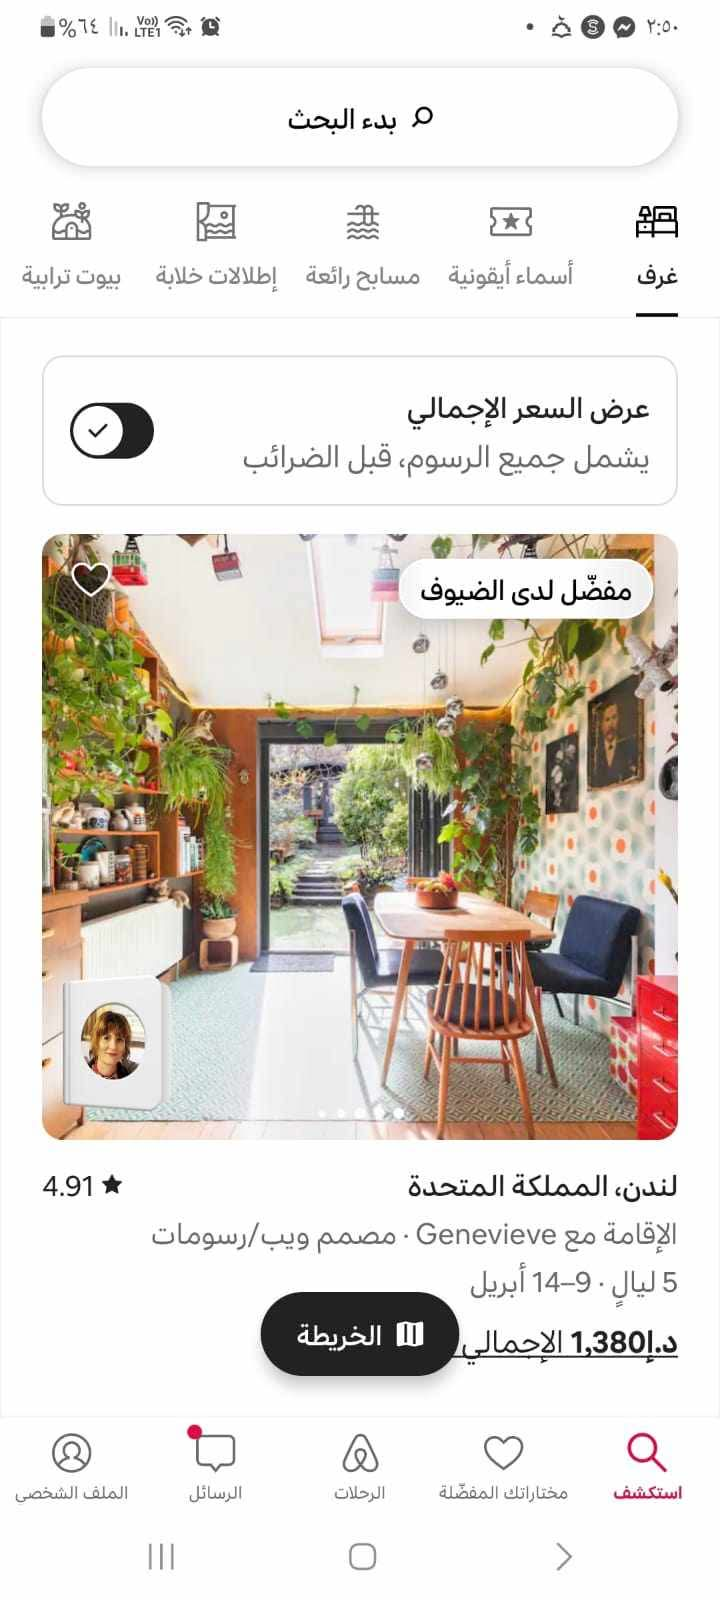 ٢:٥٠
Vo))
LTE1
%٦٤
بدء البحث
غرف
أسماء أيقونية
مسابح رائعة
إطلالات خلابة
بيوت ترابية
عرض السعر الإجمالي
يشمل جميع الرسوم، قبل الضرائب
مفضّل لدى الضيوف
لندن، المملكة المتحدة
4.91
الإقامة مع Genevieve · مصمم ويب/رسومات
5 ليالٍ · 9–14 أبريل
د.إ1,380 الإجمالي
الخريطة
استكشف
مختاراتك المفضّلة
الرحلات
الرسائل
الملف الشخصي